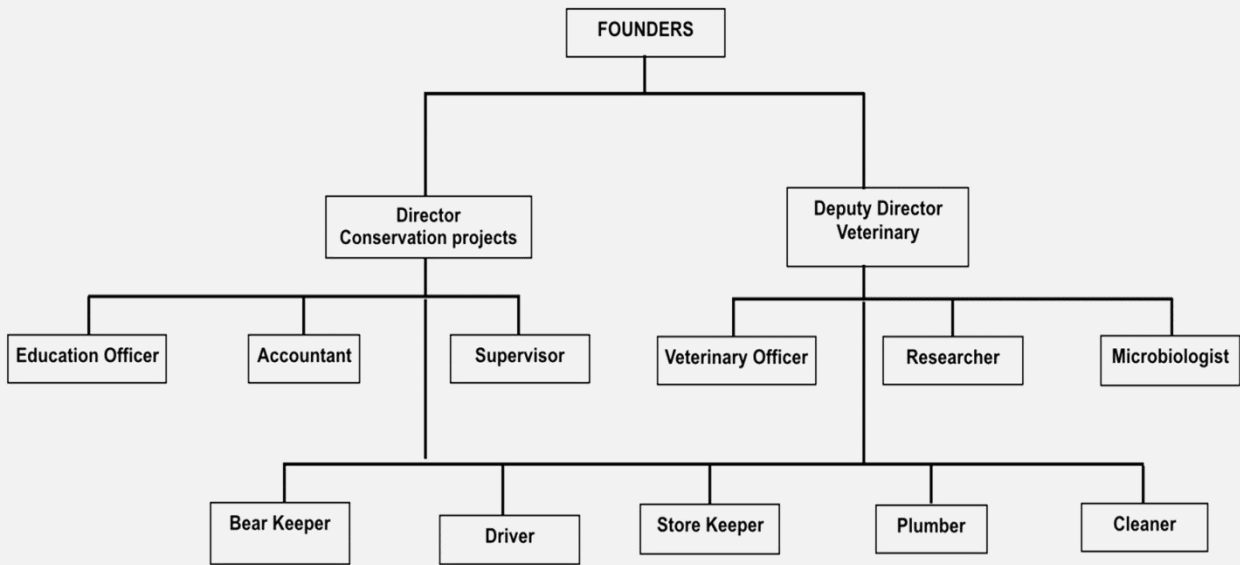 FOUNDERS
Director
Conservation projects
Deputy Director
Veterinary
Education Officer
Accountant
Supervisor
Veterinary Officer
Researcher
Microbiologist
Bear Keeper
Driver
Store Keeper
Plumber
Cleaner